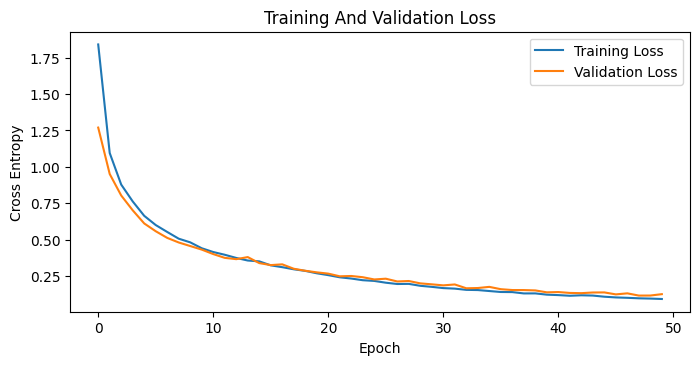 Training And Validation Loss
Training Loss
Validation Loss
Cross Entropy
1.75
1.50
1.25
1.00
0.75
0.50
0.25
0 10 20 30 40 50
Epoch